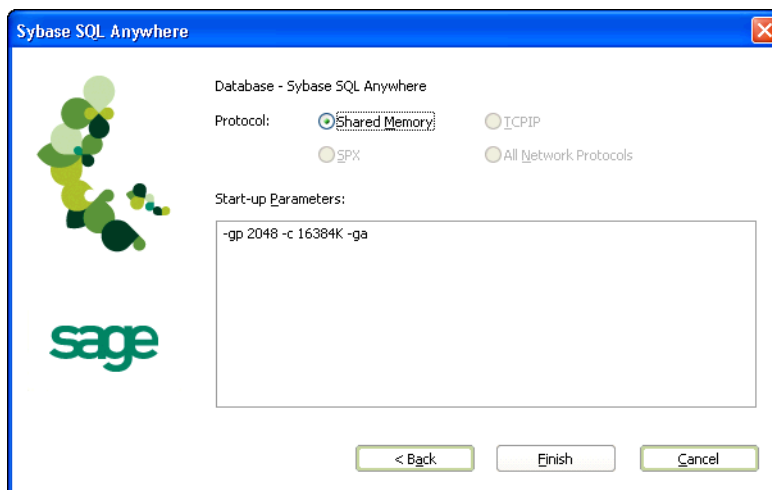 Sybase SQL Anywhere
Database - Sybase SQL Anywhere
Protocol: Shared Memory TCPIP
SPX All Network Protocols
Start-up Parameters:
-gp 2048 -c 16384K -ga
sage
< Back Finish Cancel